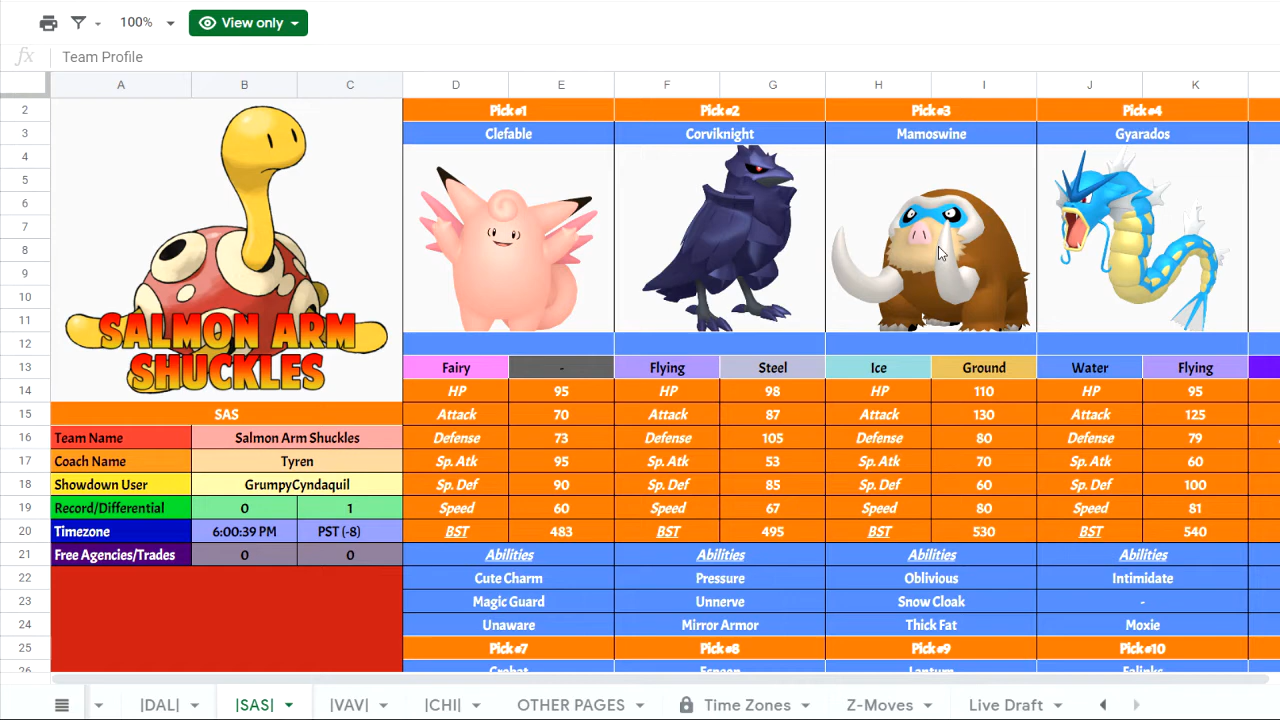 100% View only
fx Team Profile
A B C D E F G H I J K
2 Pick #1 Pick #2 Pick #3 Pick #4
3 Clefable Corviknight Mamoswine Gyarados
4
5
6
7
8
9
10
11
SALMON ARM
SHUCKLES
12
13 Fairy - Flying Steel Ice Ground Water Flying
14 HP 95 HP 98 HP 110 HP 95
15 SAS Attack 70 Attack 87 Attack 130 Attack 125
16 Team Name Salmon Arm Shuckles Defense 73 Defense 105 Defense 80 Defense 79
17 Coach Name Tyren Sp. Atk 95 Sp. Atk 53 Sp. Atk 70 Sp. Atk 60
18 Showdown User GrumpyCyndaquil Sp. Def 90 Sp. Def 85 Sp. Def 60 Sp. Def 100
19 Record/Differential 0 1 Speed 60 Speed 67 Speed 80 Speed 81
20 Timezone 6:00:39 PM PST (-8) BST 483 BST 495 BST 530 BST 540
21 Free Agencies/Trades 0 0 Abilities Abilities Abilities Abilities
22 Cute Charm Pressure Oblivious Intimidate
23 Magic Guard Unnerve Snow Cloak -
24 Unaware Mirror Armor Thick Fat Moxie
25 Pick #7 Pick #8 Pick #9 Pick #10
26 Crobat Espeon Lanturn Falinks
|DAL| |SAS| |VAV| |CHI| OTHER PAGES Time Zones Z-Moves Live Draft